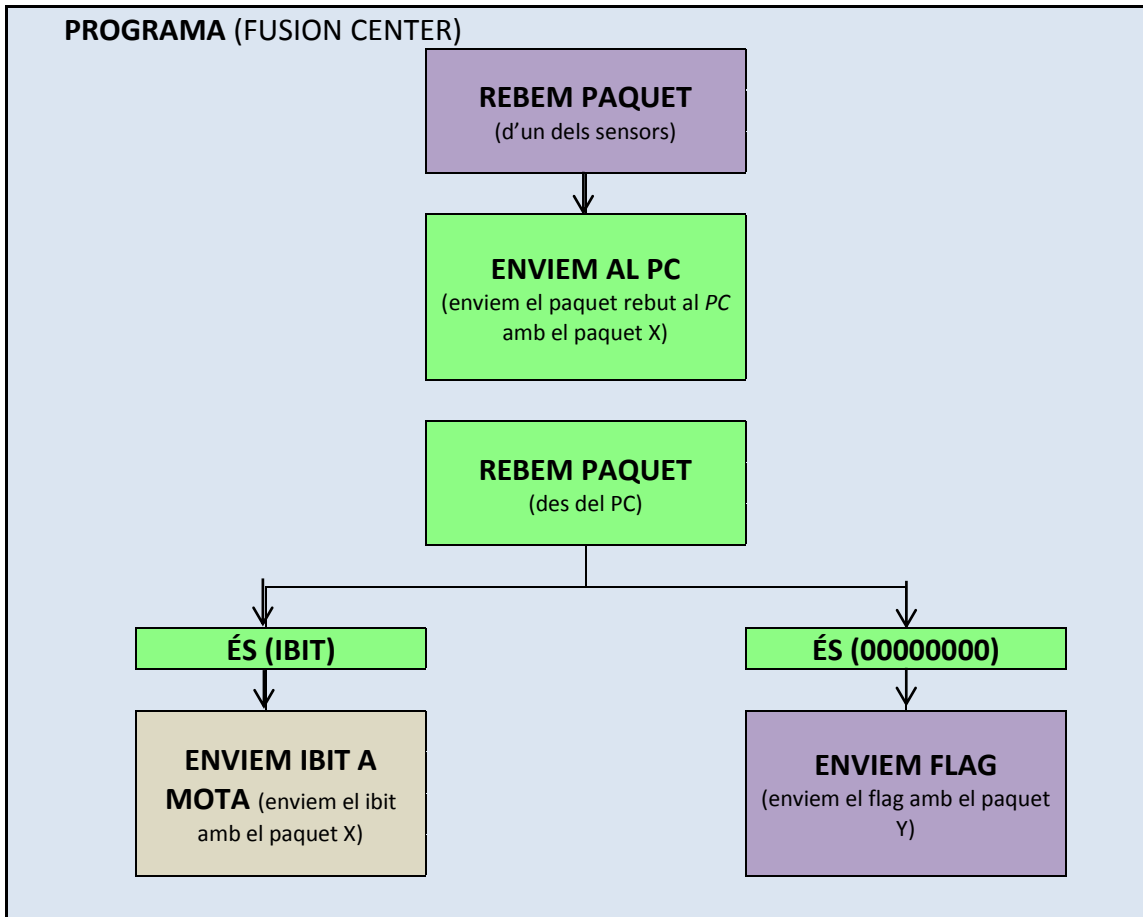 PROGRAMA (FUSION CENTER)
REBEM PAQUET
(d’un dels sensors)
ENVIEM AL PC
(enviem el paquet rebut al PC
amb el paquet X)
REBEM PAQUET
(des del PC)
ÉS (IBIT)
ÉS (00000000)
ENVIEM IBIT A
MOTA (enviem el ibit
amb el paquet X)
ENVIEM FLAG
(enviem el flag amb el paquet
Y)